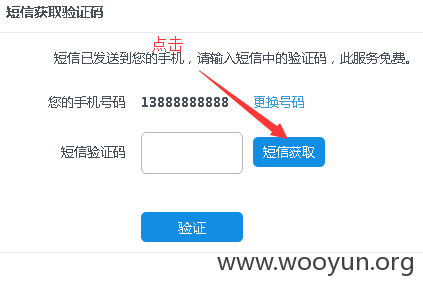 短信获取验证码
点击
短信已发送到您的手机，请输入短信中的验证码，此服务免费。
您的手机号码 13888888888 更换号码
短信验证码 短信获取
验证
www.wooyun.org